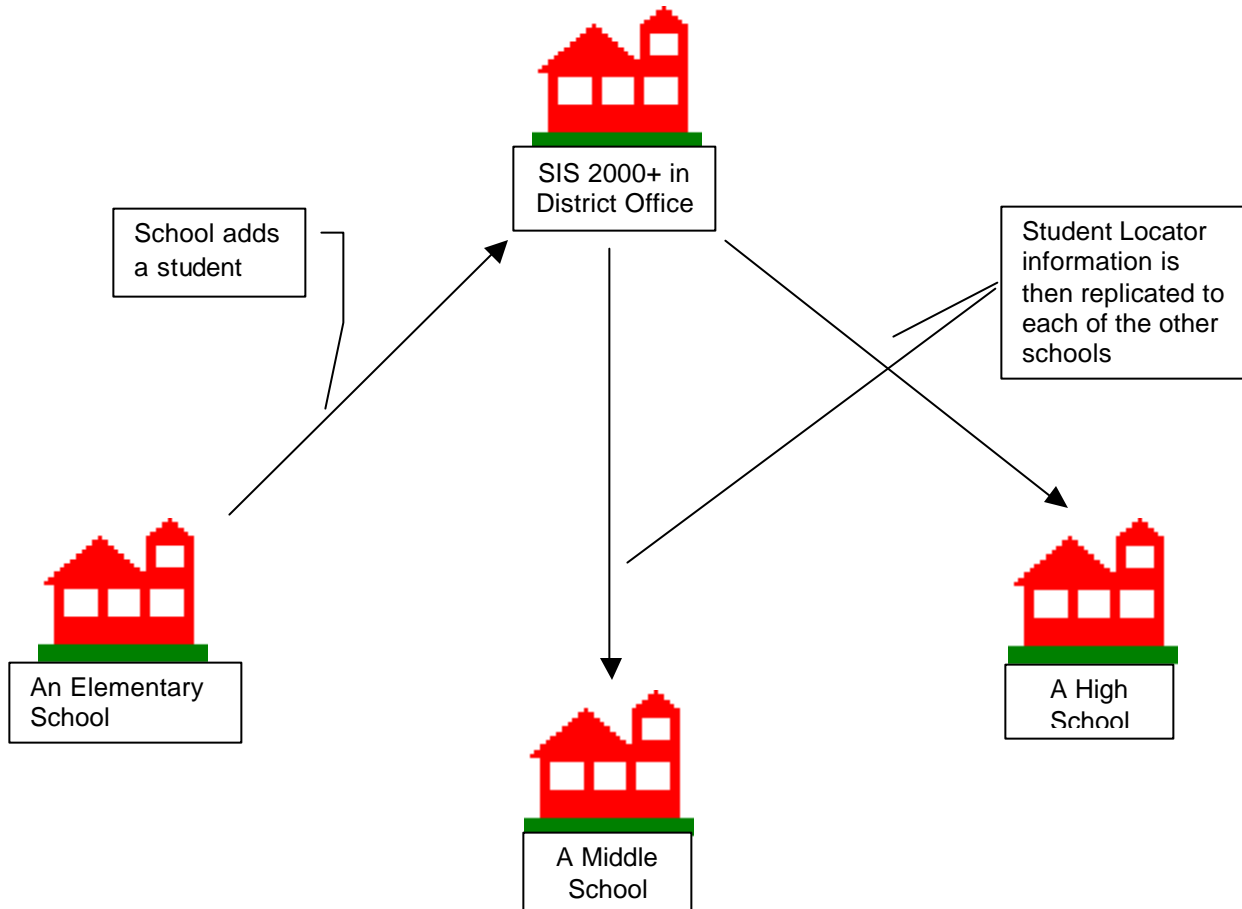 SIS 2000+ in
District Office
School adds
a student
Student Locator
information is
then replicated to
each of the other
schools
An Elementary
School
A High
School
A Middle
School